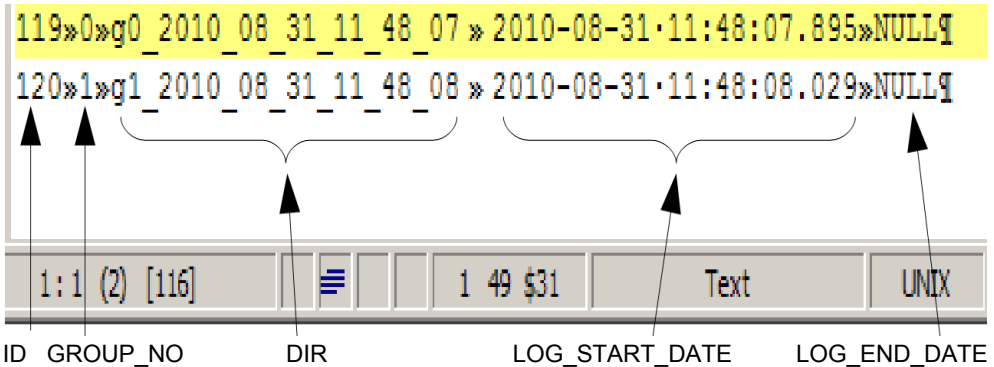 119»0»g0_2010_08_31_11_48_07 » 2010-08-31·11:48:07.895»NULL¶
120»1»g1_2010_08_31_11_48_08 » 2010-08-31·11:48:08.029»NULL¶
1:1 (2) [116] 1 49 $31 Text UNIX
ID GROUP_NO DIR LOG_START_DATE LOG_END_DATE